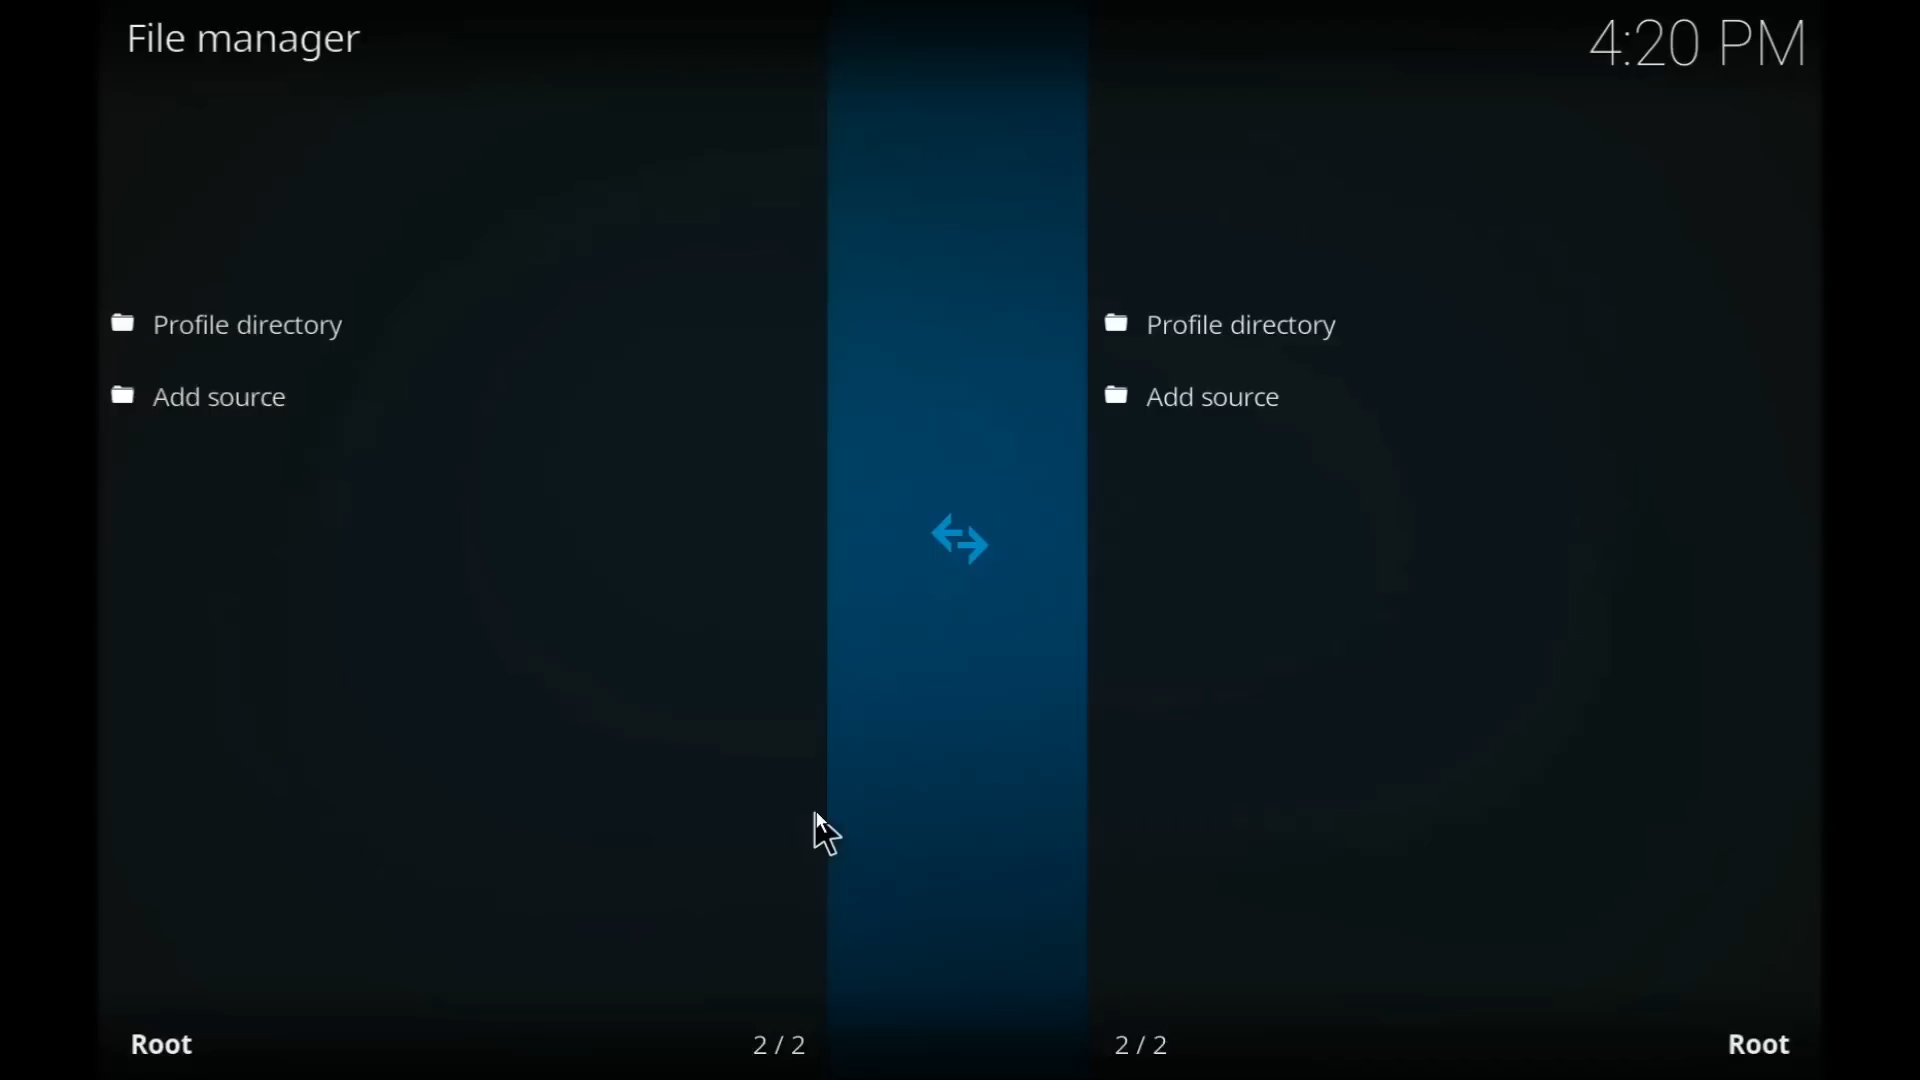 File manager
4:20 PM
Profile directory
Add source
Profile directory
Add source
Root
2 / 2
2 / 2
Root